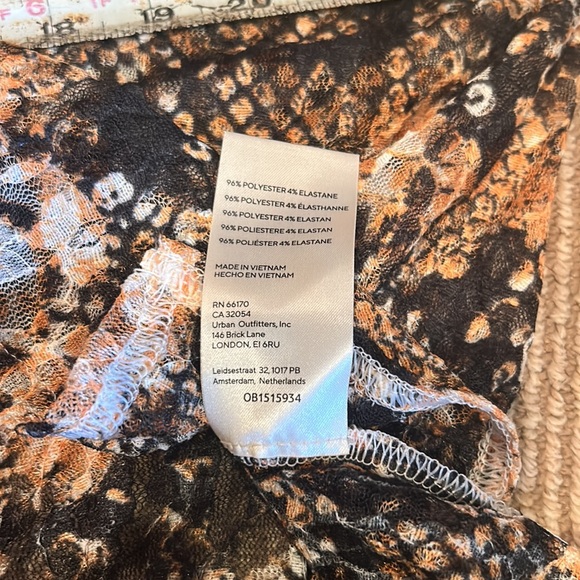 18 19 20
96% POLYESTER 4% ELASTANE
96% POLYESTER 4% ÉLASTHANNE
96% POLYESTER 4% ELASTAN
96% POLIESTERE 4% ELASTAN
96% POLIÉSTER 4% ELASTANE
MADE IN VIETNAM
HECHO EN VIETNAM
RN 66170
CA 32054
Urban Outfitters, Inc
146 Brick Lane
LONDON, E1 6RU
Leidsestraat 32, 1017 PB
Amsterdam, Netherlands
OB1515934